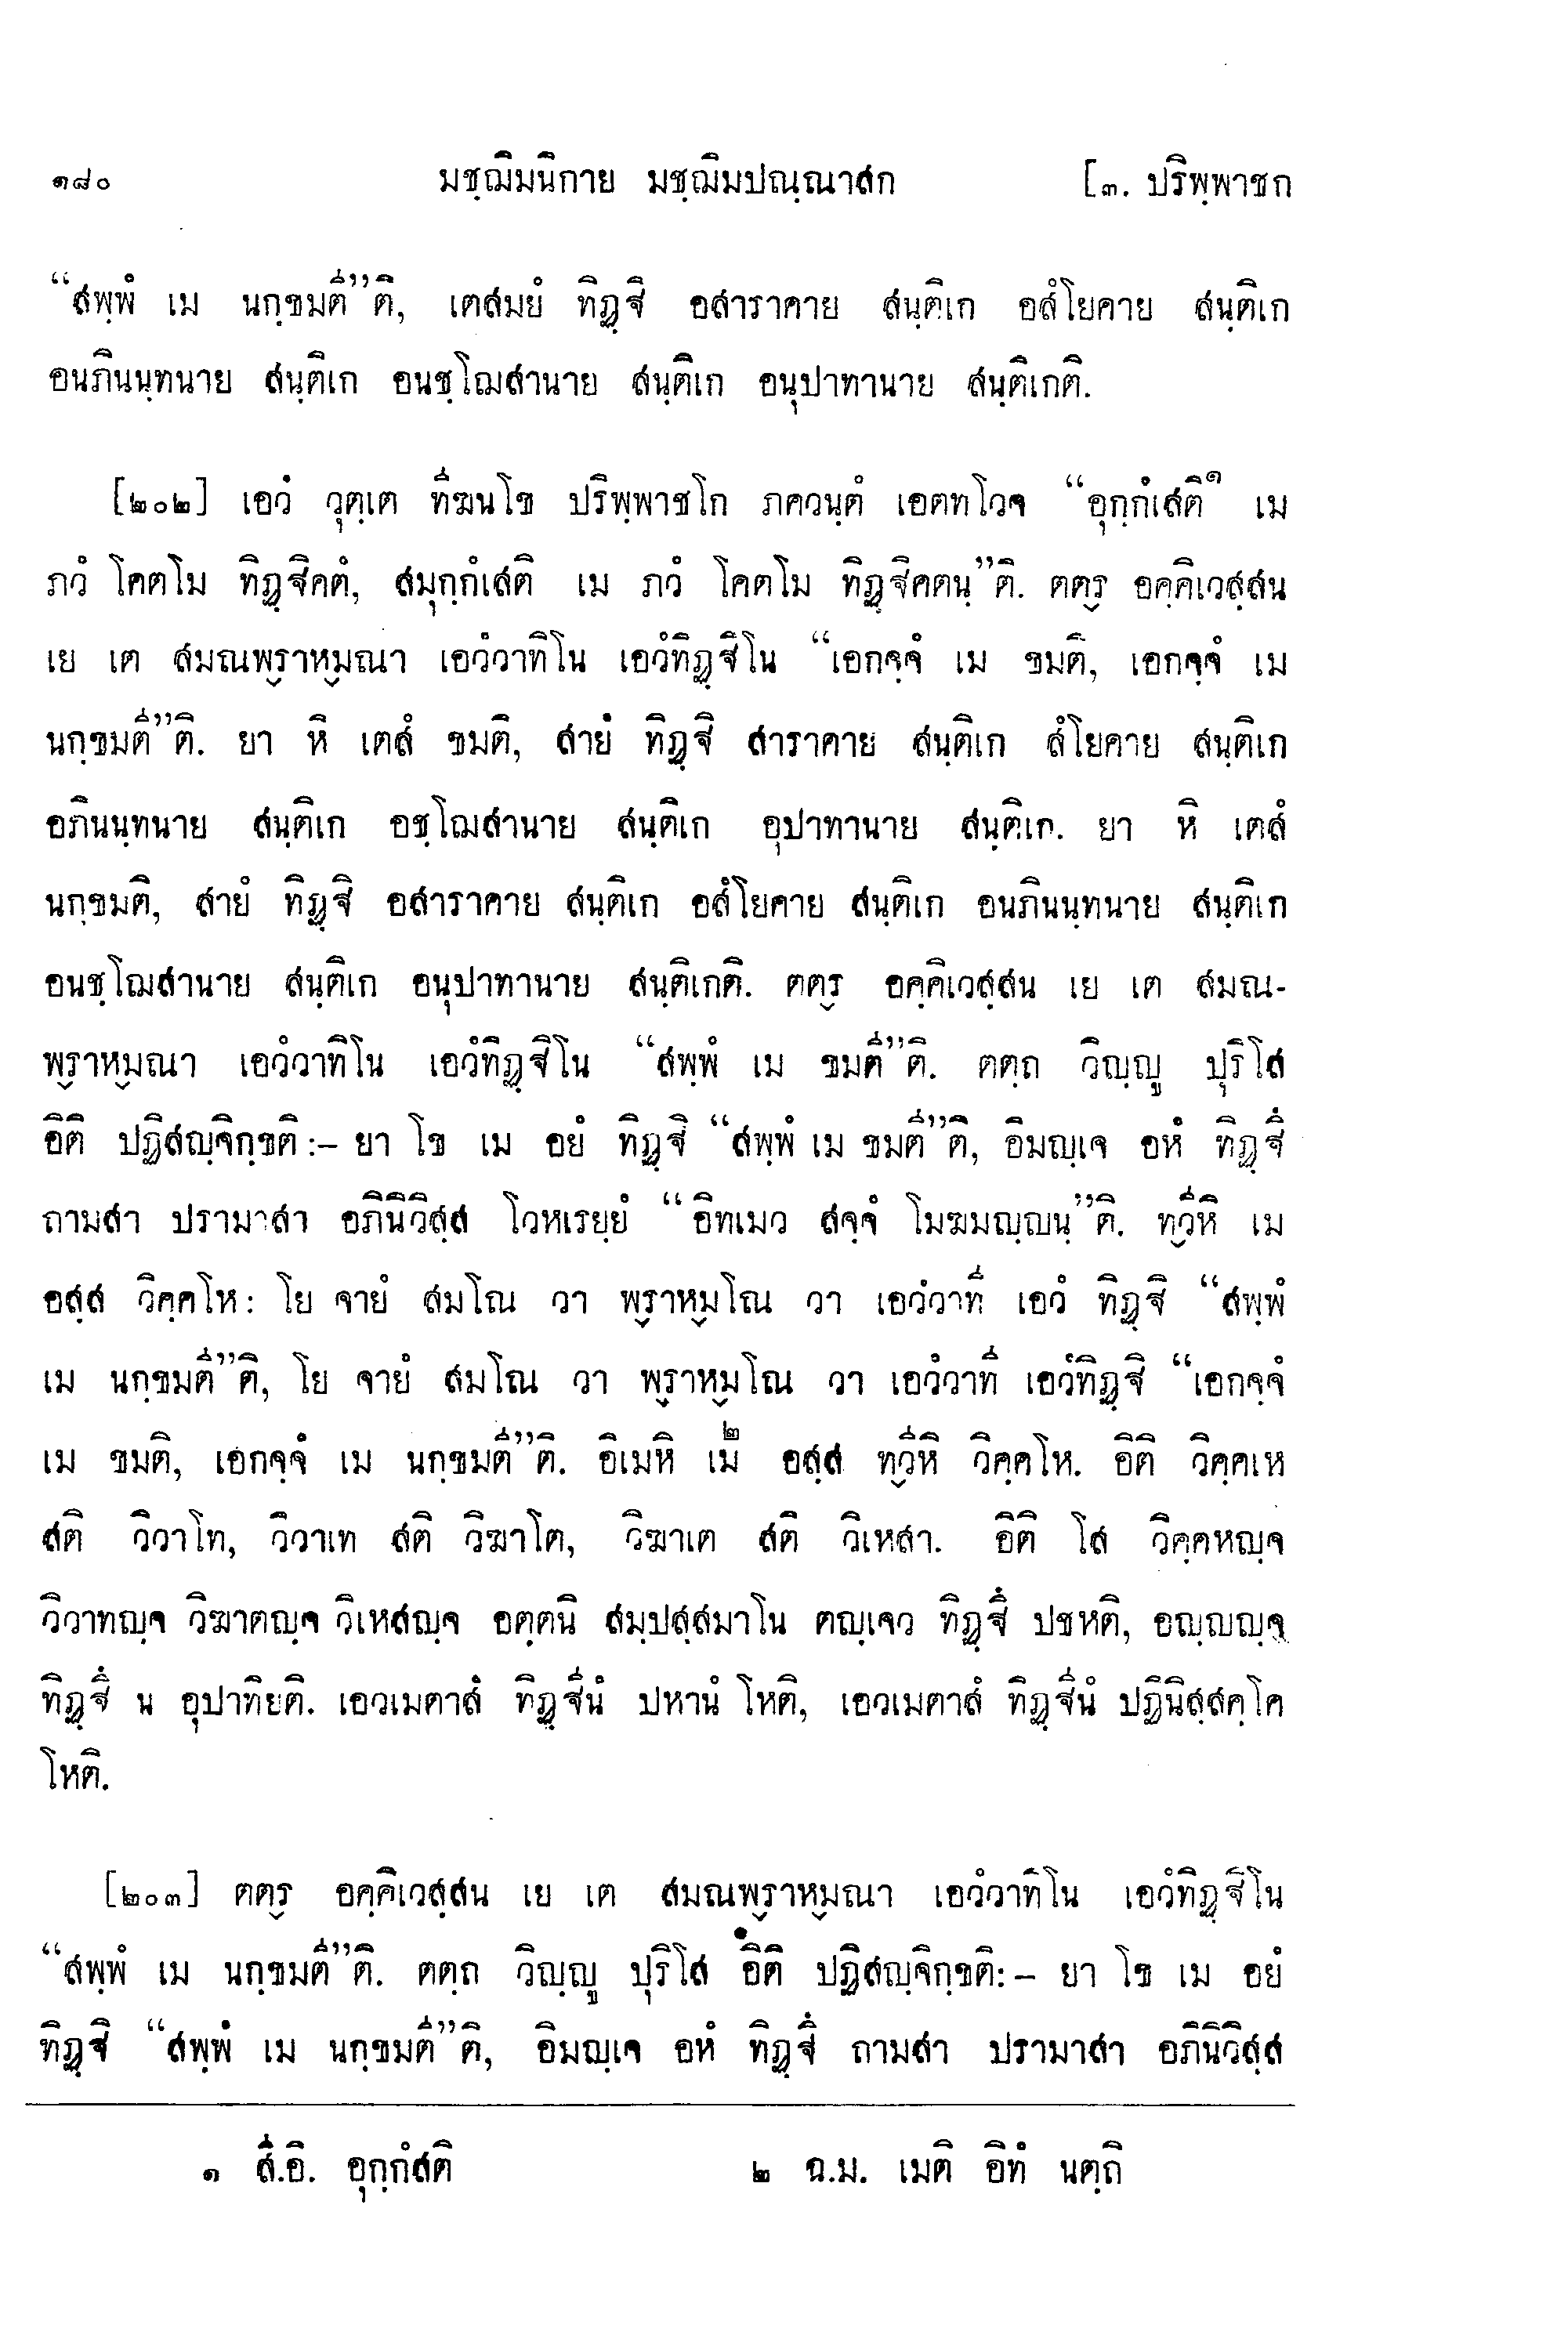 ๑๘๐ มชฺฌิมนิกาย มชฺฌิมปณฺณาสก [๓. ปริพฺพาชก
“สพฺพํ เม นกฺขมตี”ติ, เตสมยํ ทิฏฺฐิ อสาราคาย สนฺติเก อสํโยคาย สนฺติเก
อนภินนฺทนาย สนฺติเก อนชฺโฌสานาย สนฺติเก อนุปาทานาย สนฺติเกติ.
[๒๐๒] เอวํ วุตฺเต ทีฆนโข ปริพฺพาชโก ภควนฺตํ เอตทโวจ “อุกฺกํเสติ๑ เม
ภวํ โคตโม ทิฏฺฐิคตํ, สมุกฺกํเสติ เม ภวํ โคตโม ทิฏฺฐิคตนฺ”ติ. ตตฺร อคฺคิเวสฺสน
เย เต สมณพฺราหฺมณา เอวํวาทิโน เอวํทิฏฺฐิโน “เอกจฺจํ เม ขมติ, เอกจฺจํ เม
นกฺขมตี”ติ. ยา หิ เตสํ ขมติ, สายํ ทิฏฺฐิ สาราคาย สนฺติเก สํโยคาย สนฺติเก
อภินนฺทนาย สนฺติเก อชฺโฌสานาย สนฺติเก อุปาทานาย สนฺติเก. ยา หิ เตสํ
นกฺขมติ, สายํ ทิฏฺฐิ อสาราคาย สนฺติเก อสํโยคาย สนฺติเก อนภินนฺทนาย สนฺติเก
อนชฺโฌสานาย สนฺติเก อนุปาทานาย สนฺติเกติ. ตตฺร อคฺคิเวสฺสน เย เต สมณ-
พฺราหฺมณา เอวํวาทิโน เอวํทิฏฺฐิโน “สพฺพํ เม ขมตี”ติ. ตตฺถ วิญฺญู ปุริโส
อิติ ปฏิสญฺจิกฺขติ :– ยา โข เม อยํ ทิฏฺฐิ “สพฺพํ เม ขมตี”ติ, อิมญฺเจ อหํ ทิฏฺฐึ
ถามสา ปรามาสา อภินิวิสฺส โวหเรยฺยํ “อิทเมว สจฺจํ โมฆมญฺญนฺ”ติ. ทฺวีหิ เม
อสฺส วิคฺคโห : โย จายํ สมโณ วา พฺราหฺมโณ วา เอวํวาที เอวํ ทิฏฺฐิ “สพฺพํ
เม นกฺขมตี”ติ, โย จายํ สมโณ วา พฺราหฺมโณ วา เอวํวาที เอวํทิฏฺฐิ “เอกจฺจํ
เม ขมติ, เอกจฺจํ เม นกฺขมตี”ติ. อิเมหิ เม๒ อสฺส ทฺวีหิ วิคฺคโห. อิติ วิคฺคเห
สติ วิวาโท, วิวาเท สติ วิฆาโต, วิฆาเต สติ วิเหสา. อิติ โส วิคฺคหญฺจ
วิวาทญฺจ วิฆาตญฺจ วิเหสญฺจ อตฺตนิ สมฺปสฺสมาโน ตญฺเจว ทิฏฺฐึ ปชหติ, อญฺญญฺจ
ทิฏฺฐึ น อุปาทิยติ. เอวเมตาสํ ทิฏฺฐีนํ ปหานํ โหติ, เอวเมตาสํ ทิฏฺฐีนํ ปฏินิสฺสคฺโค
โหติ.
[๒๐๓] ตตฺร อคฺคิเวสฺสน เย เต สมณพฺราหฺมณา เอวํวาทิโน เอวํทิฏฺฐิโน
“สพฺพํ เม นกฺขมตี”ติ. ตตฺถ วิญฺญู ปุริโส อิติ ปฏิสญฺจิกฺขติ:– ยา โข เม อยํ
ทิฏฺฐิ “สพฺพํ เม นกฺขมตี”ติ, อิมญฺเจ อหํ ทิฏฺฐึ ถามสา ปรามาสา อภินิวิสฺส
๑ สี.อิ. อุกฺกํสติ ๒ ฉ.ม. เมติ อิทํ นตฺถิ